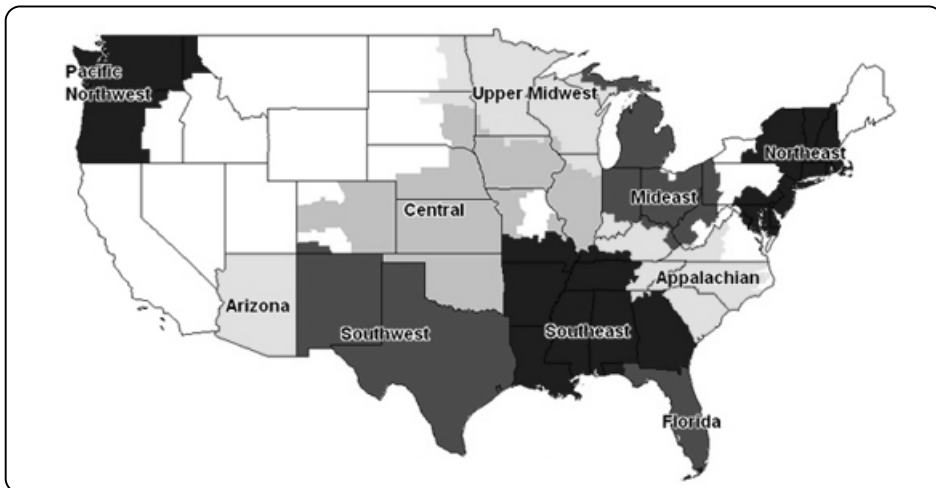 Pacific
Northwest
Upper Midwest
Northeast
Mideast
Central
Appalachian
Arizona
Southwest
Southeast
Florida